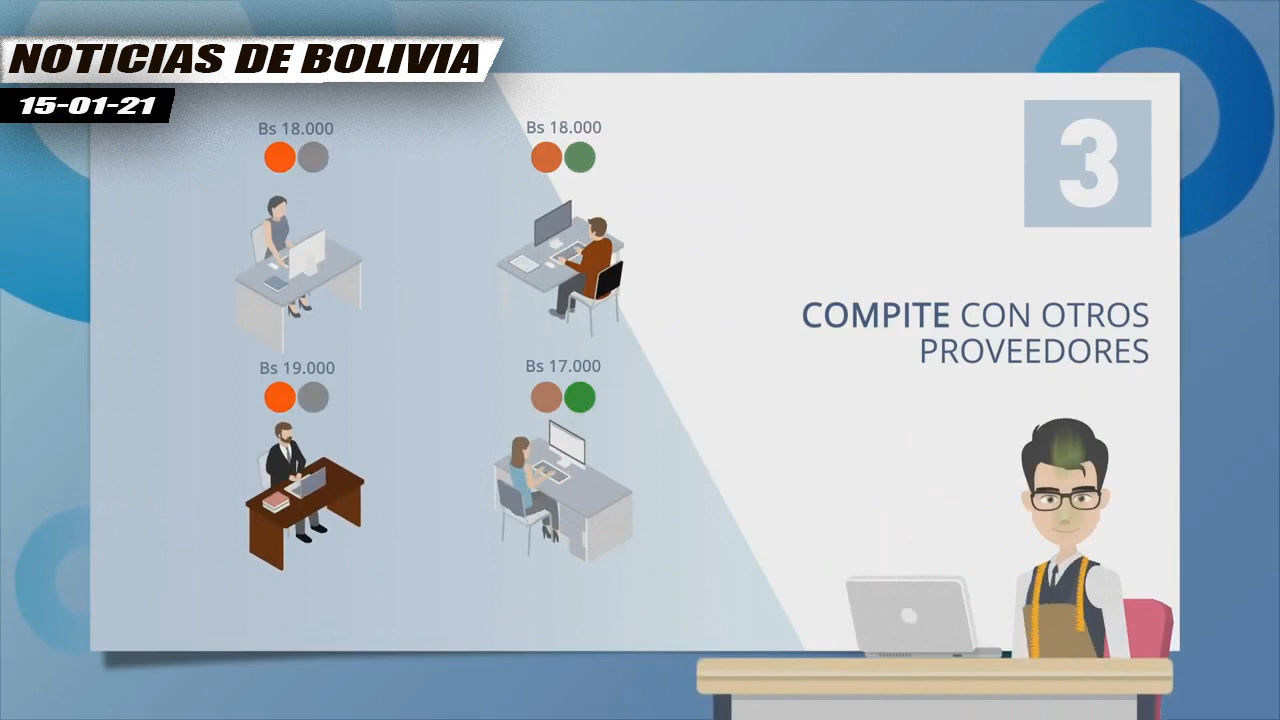 NOTICIAS DE BOLIVIA
15-01-21
Bs 18.000
Bs 18.000
3
COMPITE CON OTROS
PROVEEDORES
Bs 19.000
Bs 17.000